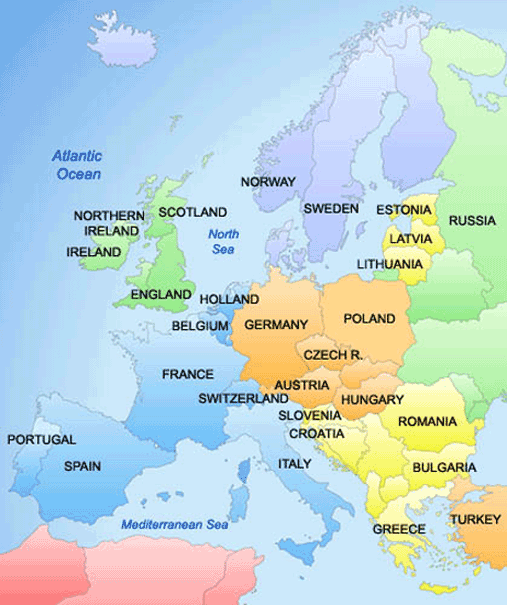 Atlantic
Ocean
NORWAY
SWEDEN
ESTONIA
RUSSIA
LATVIA
LITHUANIA
NORTHERN
IRELAND
SCOTLAND
IRELAND
North
Sea
ENGLAND
HOLLAND
BELGIUM
GERMANY
POLAND
CZECH R.
FRANCE
SWITZERLAND
AUSTRIA
HUNGARY
SLOVENIA
CROATIA
ROMANIA
PORTUGAL
SPAIN
ITALY
BULGARIA
Mediterranean Sea
GREECE
TURKEY